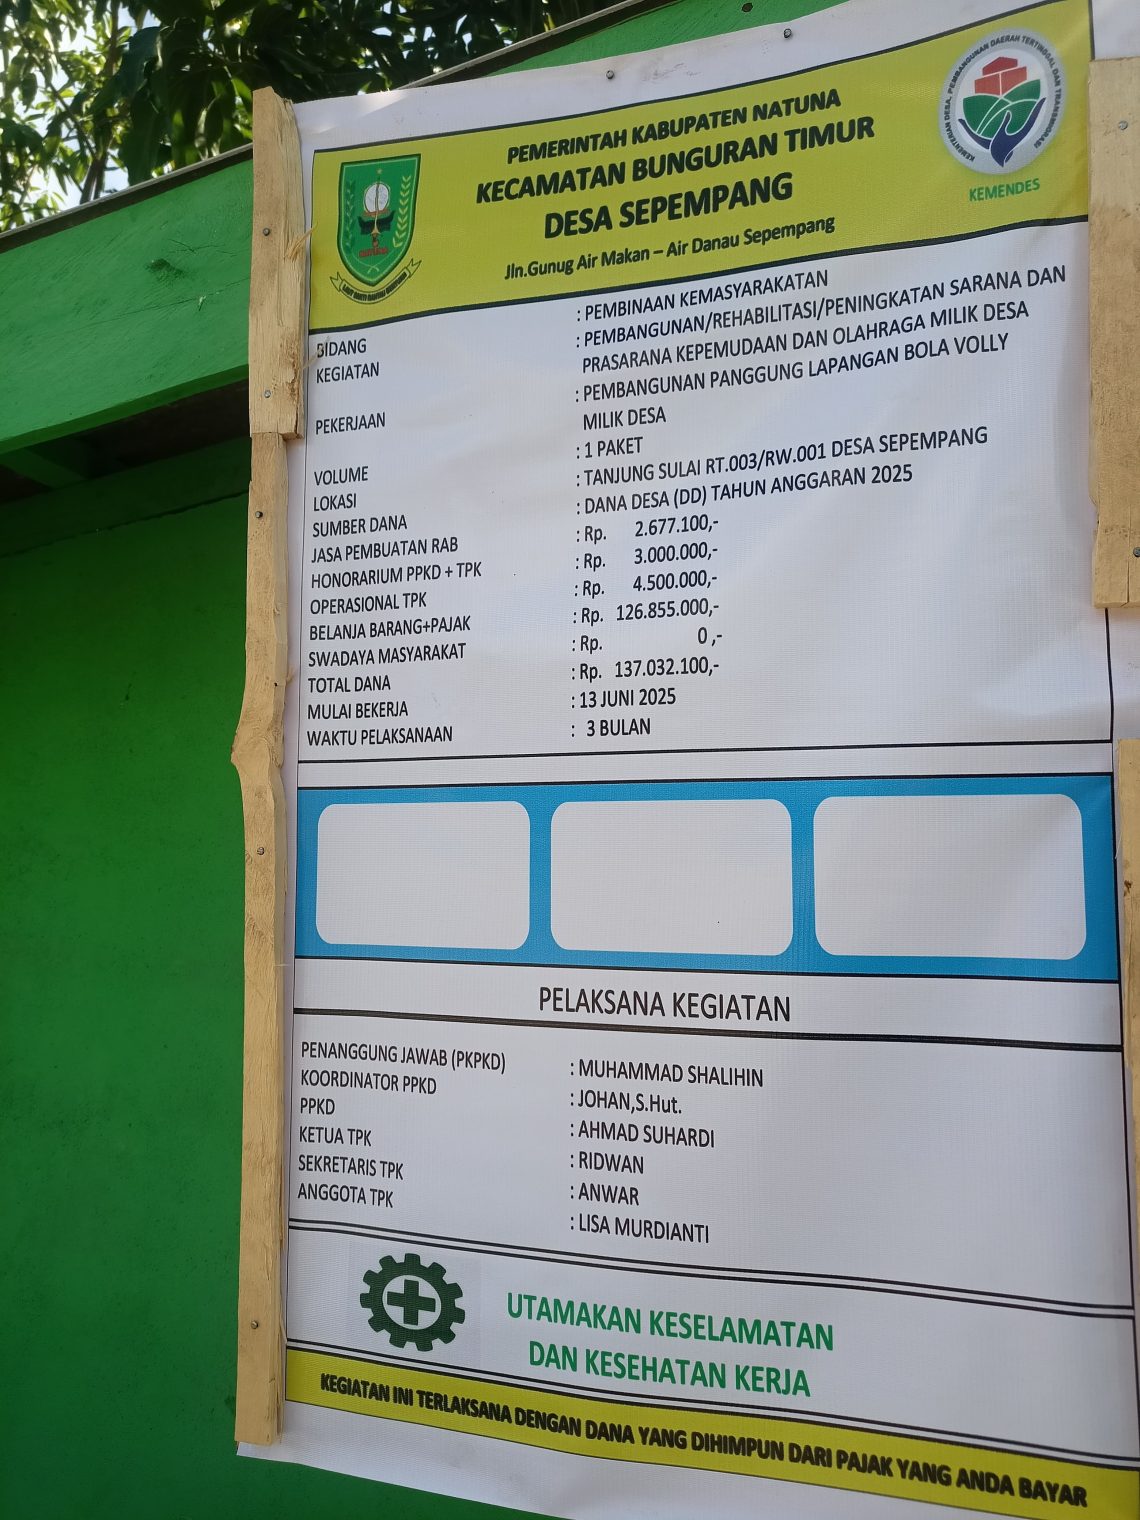 PEMERINTAH KABUPATEN NATUNA
KECAMATAN BUNGURAN TIMUR
DESA SEPEMPANG
Jln.Gunug Air Makan – Air Danau Sepempang
KEMENTERIAN DESA, PEMBANGUNAN DAERAH TERTINGGAL DAN TRANSMIGRASI
KEMENDES
BIDANG : PEMBINAAN KEMASYARAKATAN
KEGIATAN : PEMBANGUNAN/REHABILITASI/PENINGKATAN SARANA DAN
PRASARANA KEPEMUDAAN DAN OLAHRAGA MILIK DESA
PEKERJAAN : PEMBANGUNAN PANGGUNG LAPANGAN BOLA VOLLY
MILIK DESA
VOLUME : 1 PAKET
LOKASI : TANJUNG SULAI RT.003/RW.001 DESA SEPEMPANG
SUMBER DANA : DANA DESA (DD) TAHUN ANGGARAN 2025
JASA PEMBUATAN RAB : Rp. 2.677.100,-
HONORARIUM PPKD + TPK : Rp. 3.000.000,-
OPERASIONAL TPK : Rp. 4.500.000,-
BELANJA BARANG+PAJAK : Rp. 126.855.000,-
SWADAYA MASYARAKAT : Rp. 0 ,-
TOTAL DANA : Rp. 137.032.100,-
MULAI BEKERJA : 13 JUNI 2025
WAKTU PELAKSANAAN : 3 BULAN
PELAKSANA KEGIATAN
PENANGGUNG JAWAB (PKPKD) : MUHAMMAD SHALIHIN
KOORDINATOR PPKD : JOHAN,S.Hut.
PPKD : AHMAD SUHARDI
KETUA TPK : RIDWAN
SEKRETARIS TPK : ANWAR
ANGGOTA TPK : LISA MURDIANTI
UTAMAKAN KESELAMATAN
DAN KESEHATAN KERJA
KEGIATAN INI TERLAKSANA DENGAN DANA YANG DIHIMPUN DARI PAJAK YANG ANDA BAYAR